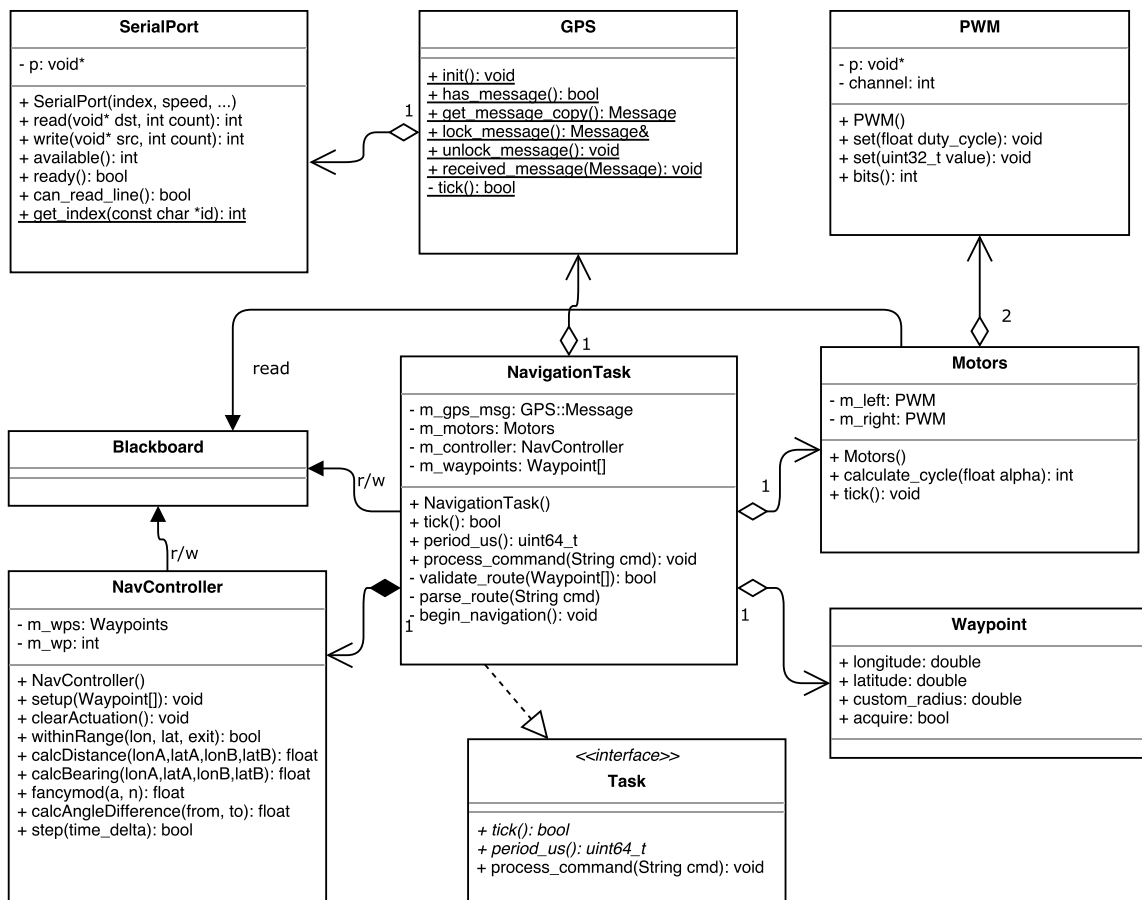 SerialPort
- p: void*
+ SerialPort(index, speed, ...)
+ read(void* dst, int count): int
+ write(void* src, int count): int
+ available(): int
+ ready(): bool
+ can_read_line(): bool
+ get_index(const char *id): int
1
GPS
+ init(): void
+ has_message(): bool
+ get_message_copy(): Message
+ lock_message(): Message&
+ unlock_message(): void
+ received_message(Message): void
- tick(): bool
PWM
- p: void*
- channel: int
+ PWM()
+ set(float duty_cycle): void
+ set(uint32_t value): void
+ bits(): int
1
2
read
Blackboard
r/w
r/w
NavigationTask
- m_gps_msg: GPS::Message
- m_motors: Motors
- m_controller: NavController
- m_waypoints: Waypoint[]
+ NavigationTask()
+ tick(): bool
+ period_us(): uint64_t
+ process_command(String cmd): void
- validate_route(Waypoint[]): bool
- parse_route(String cmd)
- begin_navigation(): void
1
1
1
Motors
- m_left: PWM
- m_right: PWM
+ Motors()
+ calculate_cycle(float alpha): int
+ tick(): void
NavController
- m_wps: Waypoints
- m_wp: int
+ NavController()
+ setup(Waypoint[]): void
+ clearActuation(): void
+ withinRange(lon, lat, exit): bool
+ calcDistance(lonA,latA,lonB,latB): float
+ calcBearing(lonA,latA,lonB,latB): float
+ fancymod(a, n): float
+ calcAngleDifference(from, to): float
+ step(time_delta): bool
Waypoint
+ longitude: double
+ latitude: double
+ custom_radius: double
+ acquire: bool
<<interface>>
Task
+ tick(): bool
+ period_us(): uint64_t
+ process_command(String cmd): void